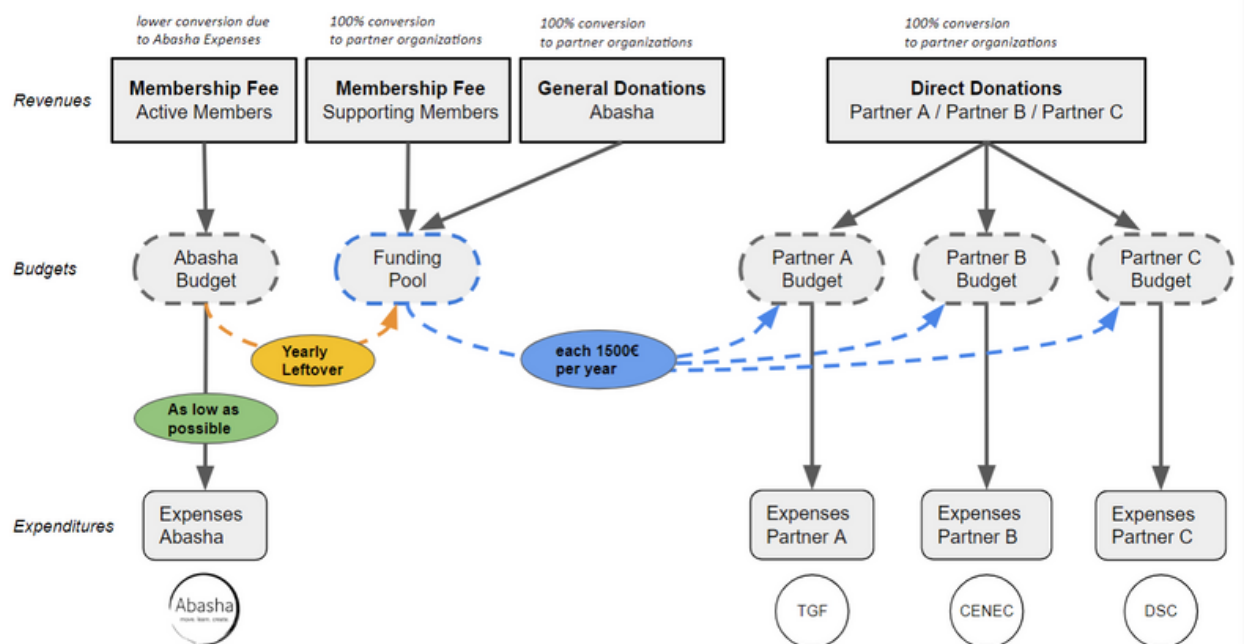 lower conversion due
to Abasha Expenses
100% conversion
to partner organizations
100% conversion
to partner organizations
100% conversion
to partner organizations
Revenues
Membership Fee
Active Members
Membership Fee
Supporting Members
General Donations
Abasha
Direct Donations
Partner A / Partner B / Partner C
Budgets
Abasha
Budget
Funding
Pool
Partner A
Budget
Partner B
Budget
Partner C
Budget
Yearly
Leftover
each 1500€
per year
As low as
possible
Expenditures
Expenses
Abasha
Expenses
Partner A
Expenses
Partner B
Expenses
Partner C
Abasha
move. learn. create.
TGF
CENEC
DSC